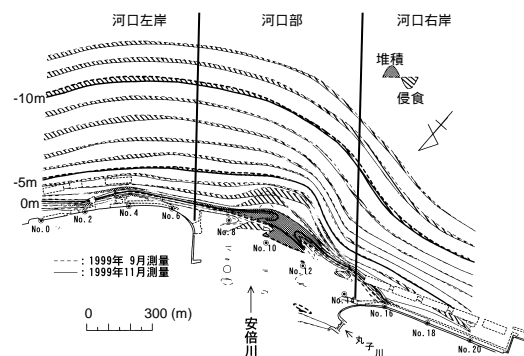 河口左岸
河口部
河口右岸
堆積
侵食
-10m
-5m
0m
No.0
No.2
No.4
No.6
No.8
No.10
No.12
No.14
No.16
No.18
No.20
----: 1999年 9月測量
——: 1999年11月測量
0 300 (m)
安倍川
丸子川